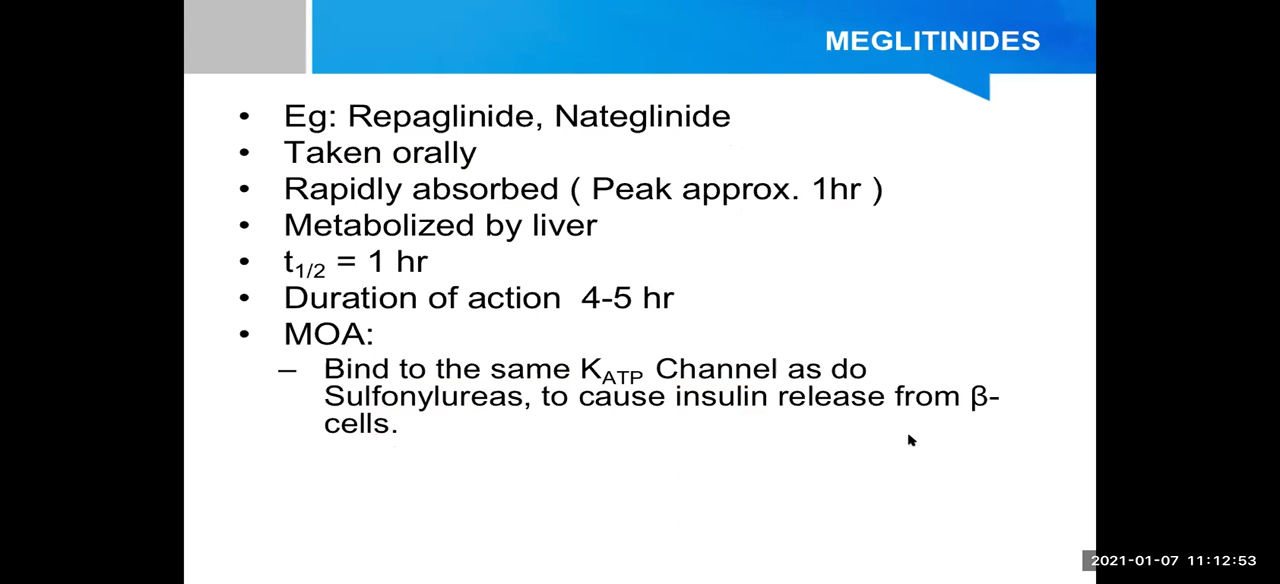 MEGLITINIDES
• Eg: Repaglinide, Nateglinide
• Taken orally
• Rapidly absorbed ( Peak approx. 1hr )
• Metabolized by liver
• t1/2 = 1 hr
• Duration of action  4-5 hr
• MOA:
– Bind to the same KATP Channel as do
Sulfonylureas, to cause insulin release from β-
cells.
2021-01-07 11:12:53